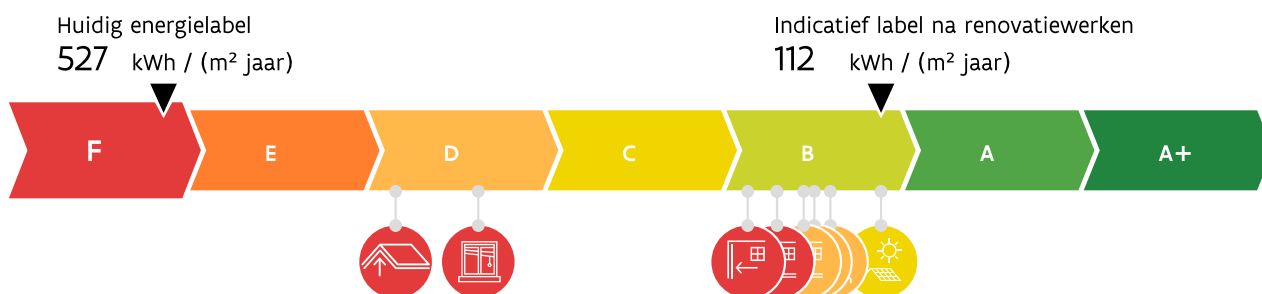 Huidig energielabel
527 kWh / (m² jaar)
Indicatief label na renovatiewerken
112 kWh / (m² jaar)
F E D C B A A+